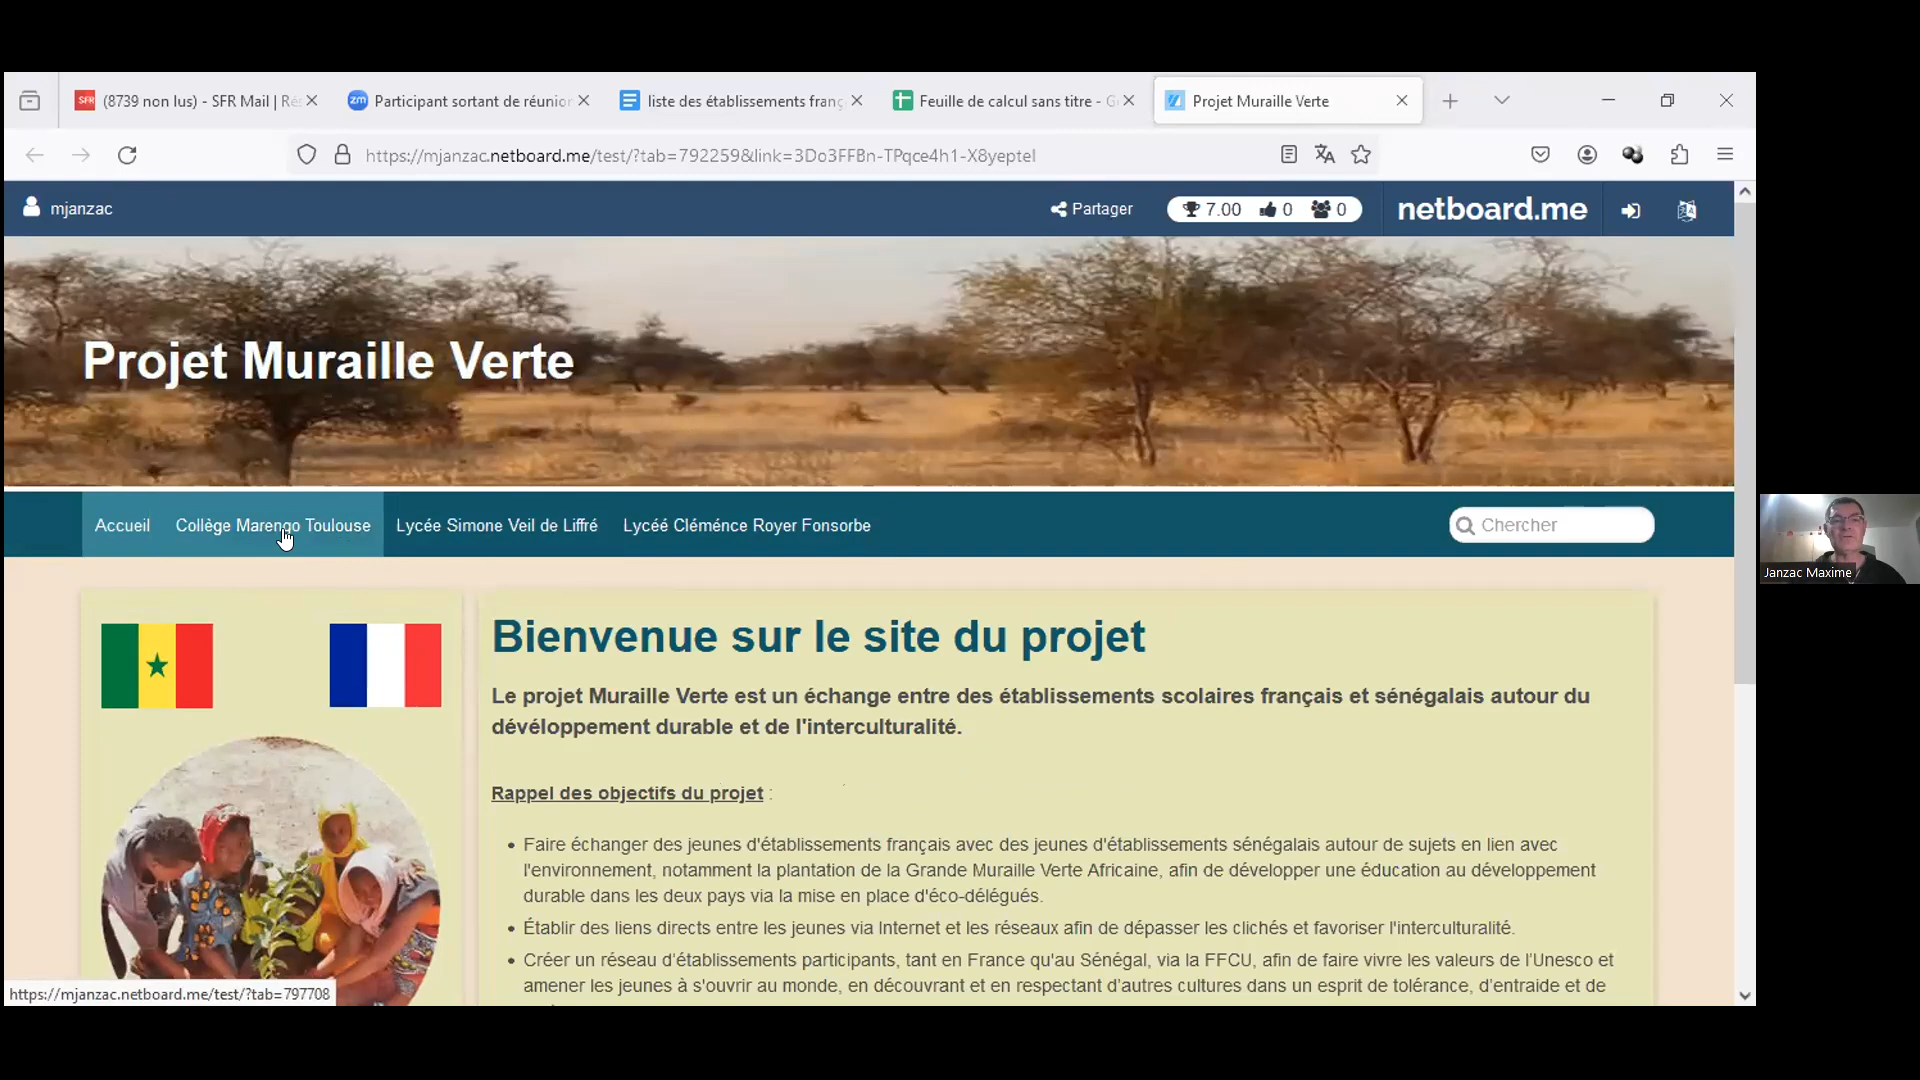 (8739 non lus) - SFR Mail | Ré
Participant sortant de réunion
liste des établissements franç
Feuille de calcul sans titre - G
Projet Muraille Verte
https://mjanzac.netboard.me/test/?tab=792259&link=3Do3FFBn-TPqce4h1-X8yepteI
mjanzac
Partager
7.00
0
0
netboard.me
Projet Muraille Verte
Accueil
Collège Marengo Toulouse
Lycée Simone Veil de Liffré
Lycéé Cléménce Royer Fonsorbe
Chercher
Bienvenue sur le site du projet
Le projet Muraille Verte est un échange entre des établissements scolaires français et sénégalais autour du
dévéloppement durable et de l'interculturalité.
Rappel des objectifs du projet :
Faire échanger des jeunes d'établissements français avec des jeunes d'établissements sénégalais autour de sujets en lien avec
l'environnement, notamment la plantation de la Grande Muraille Verte Africaine, afin de développer une éducation au développement
durable dans les deux pays via la mise en place d'éco-délégués.
Établir des liens directs entre les jeunes via Internet et les réseaux afin de dépasser les clichés et favoriser l'interculturalité.
Créer un réseau d'établissements participants, tant en France qu'au Sénégal, via la FFCU, afin de faire vivre les valeurs de l'Unesco et
amener les jeunes à s'ouvrir au monde, en découvrant et en respectant d'autres cultures dans un esprit de tolérance, d'entraide et de
https://mjanzac.netboard.me/test/?tab=797708
Janzac Maxime